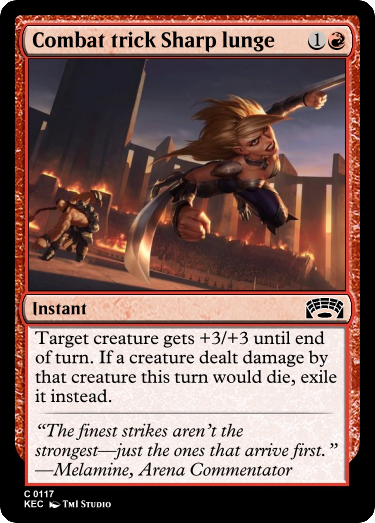 Combat trick Sharp lunge 1
Instant
Target creature gets +3/+3 until end
of turn. If a creature dealt damage by
that creature this turn would die, exile
it instead.
“The finest strikes aren’t the
strongest—just the ones that arrive first.”
—Melamine, Arena Commentator
C 0117
KEC TMJ STUDIO